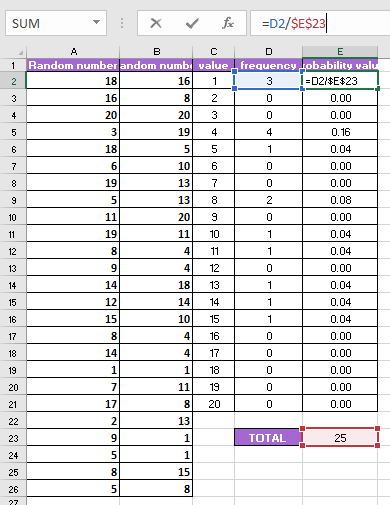 SUM =D2/$E$23
A B C D E
1 Random number andom numb value frequency robability valu
2 18 16 1 3 =D2/$E$23
3 16 8 2 0 0.00
4 20 20 3 0 0.00
5 3 19 4 4 0.16
6 18 5 5 1 0.04
7 6 10 6 0 0.00
8 19 13 7 0 0.00
9 5 13 8 2 0.08
10 11 20 9 0 0.00
11 19 11 10 1 0.04
12 8 4 11 1 0.04
13 9 4 12 0 0.00
14 14 18 13 1 0.04
15 12 14 14 1 0.04
16 15 10 15 1 0.04
17 8 4 16 0 0.00
18 14 4 17 0 0.00
19 1 1 18 0 0.00
20 7 11 19 0 0.00
21 17 8 20 0 0.00
22 2 13
23 9 1 TOTAL 25
24 5 1
25 8 15
26 5 8
27